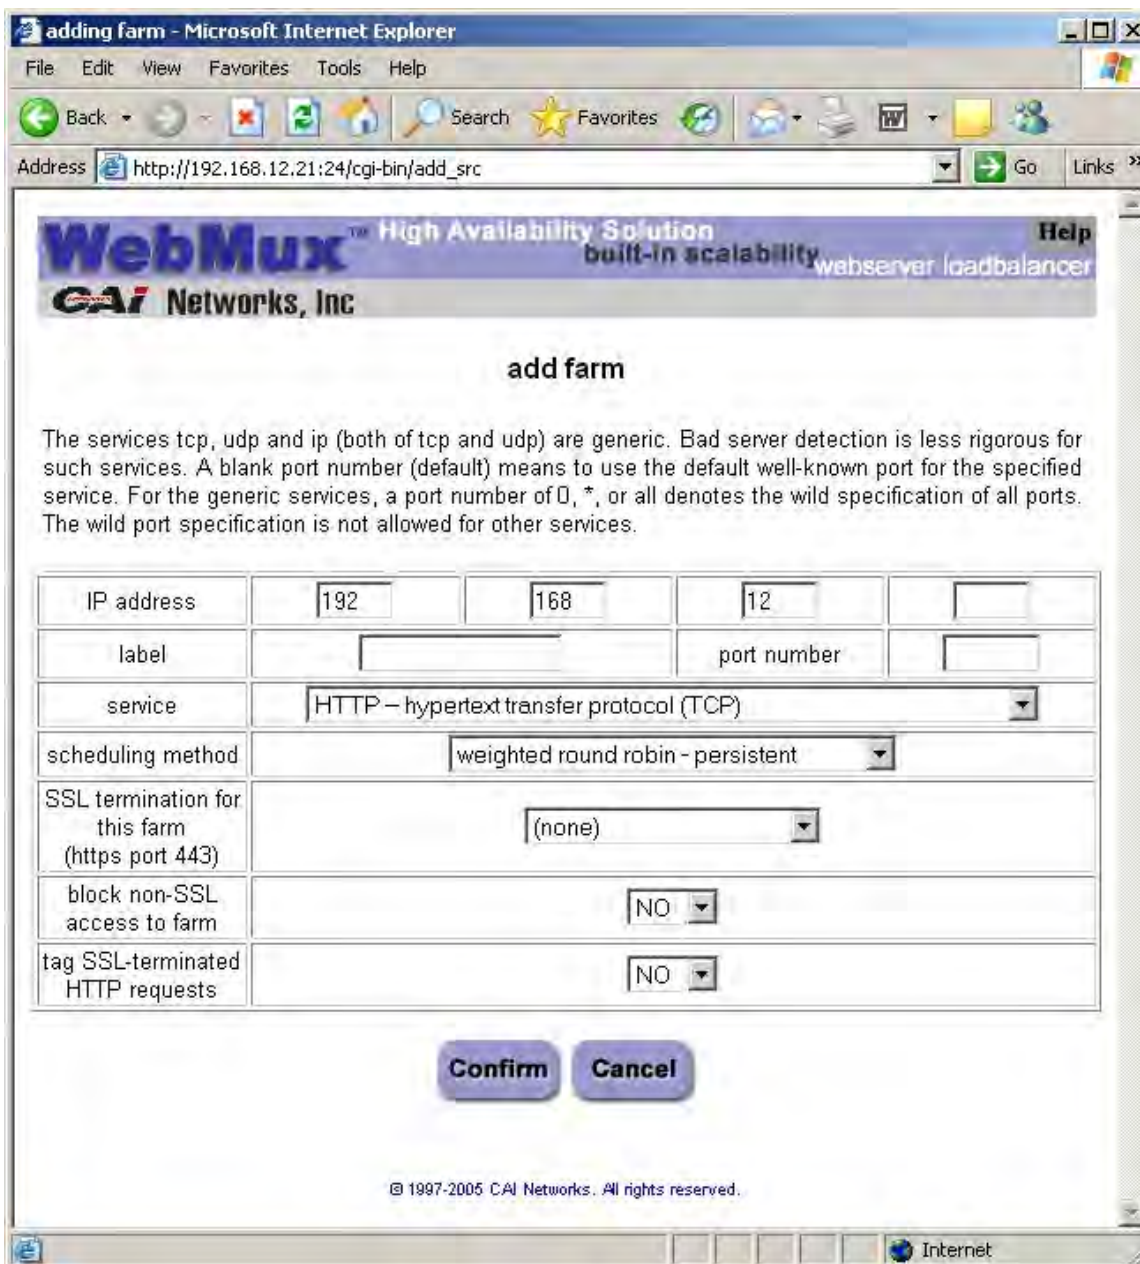 adding farm - Microsoft Internet Explorer
File Edit View Favorites Tools Help
Back Search Favorites
Address http://192.168.12.21:24/cgi-bin/add_src Go Links »
WebMux™ High Availability Solution Help
built-in scalability
webserver loadbalancer
CAI Networks, Inc
add farm
The services tcp, udp and ip (both of tcp and udp) are generic. Bad server detection is less rigorous for
such services. A blank port number (default) means to use the default well-known port for the specified
service. For the generic services, a port number of 0, *, or all denotes the wild specification of all ports.
The wild port specification is not allowed for other services.
IP address 192 168 12
label port number
service HTTP – hypertext transfer protocol (TCP)
scheduling method weighted round robin - persistent
SSL termination for
this farm
(https port 443)
(none)
block non-SSL
access to farm
NO
tag SSL-terminated
HTTP requests
NO
Confirm Cancel
© 1997-2005 CAI Networks. All rights reserved.
Internet